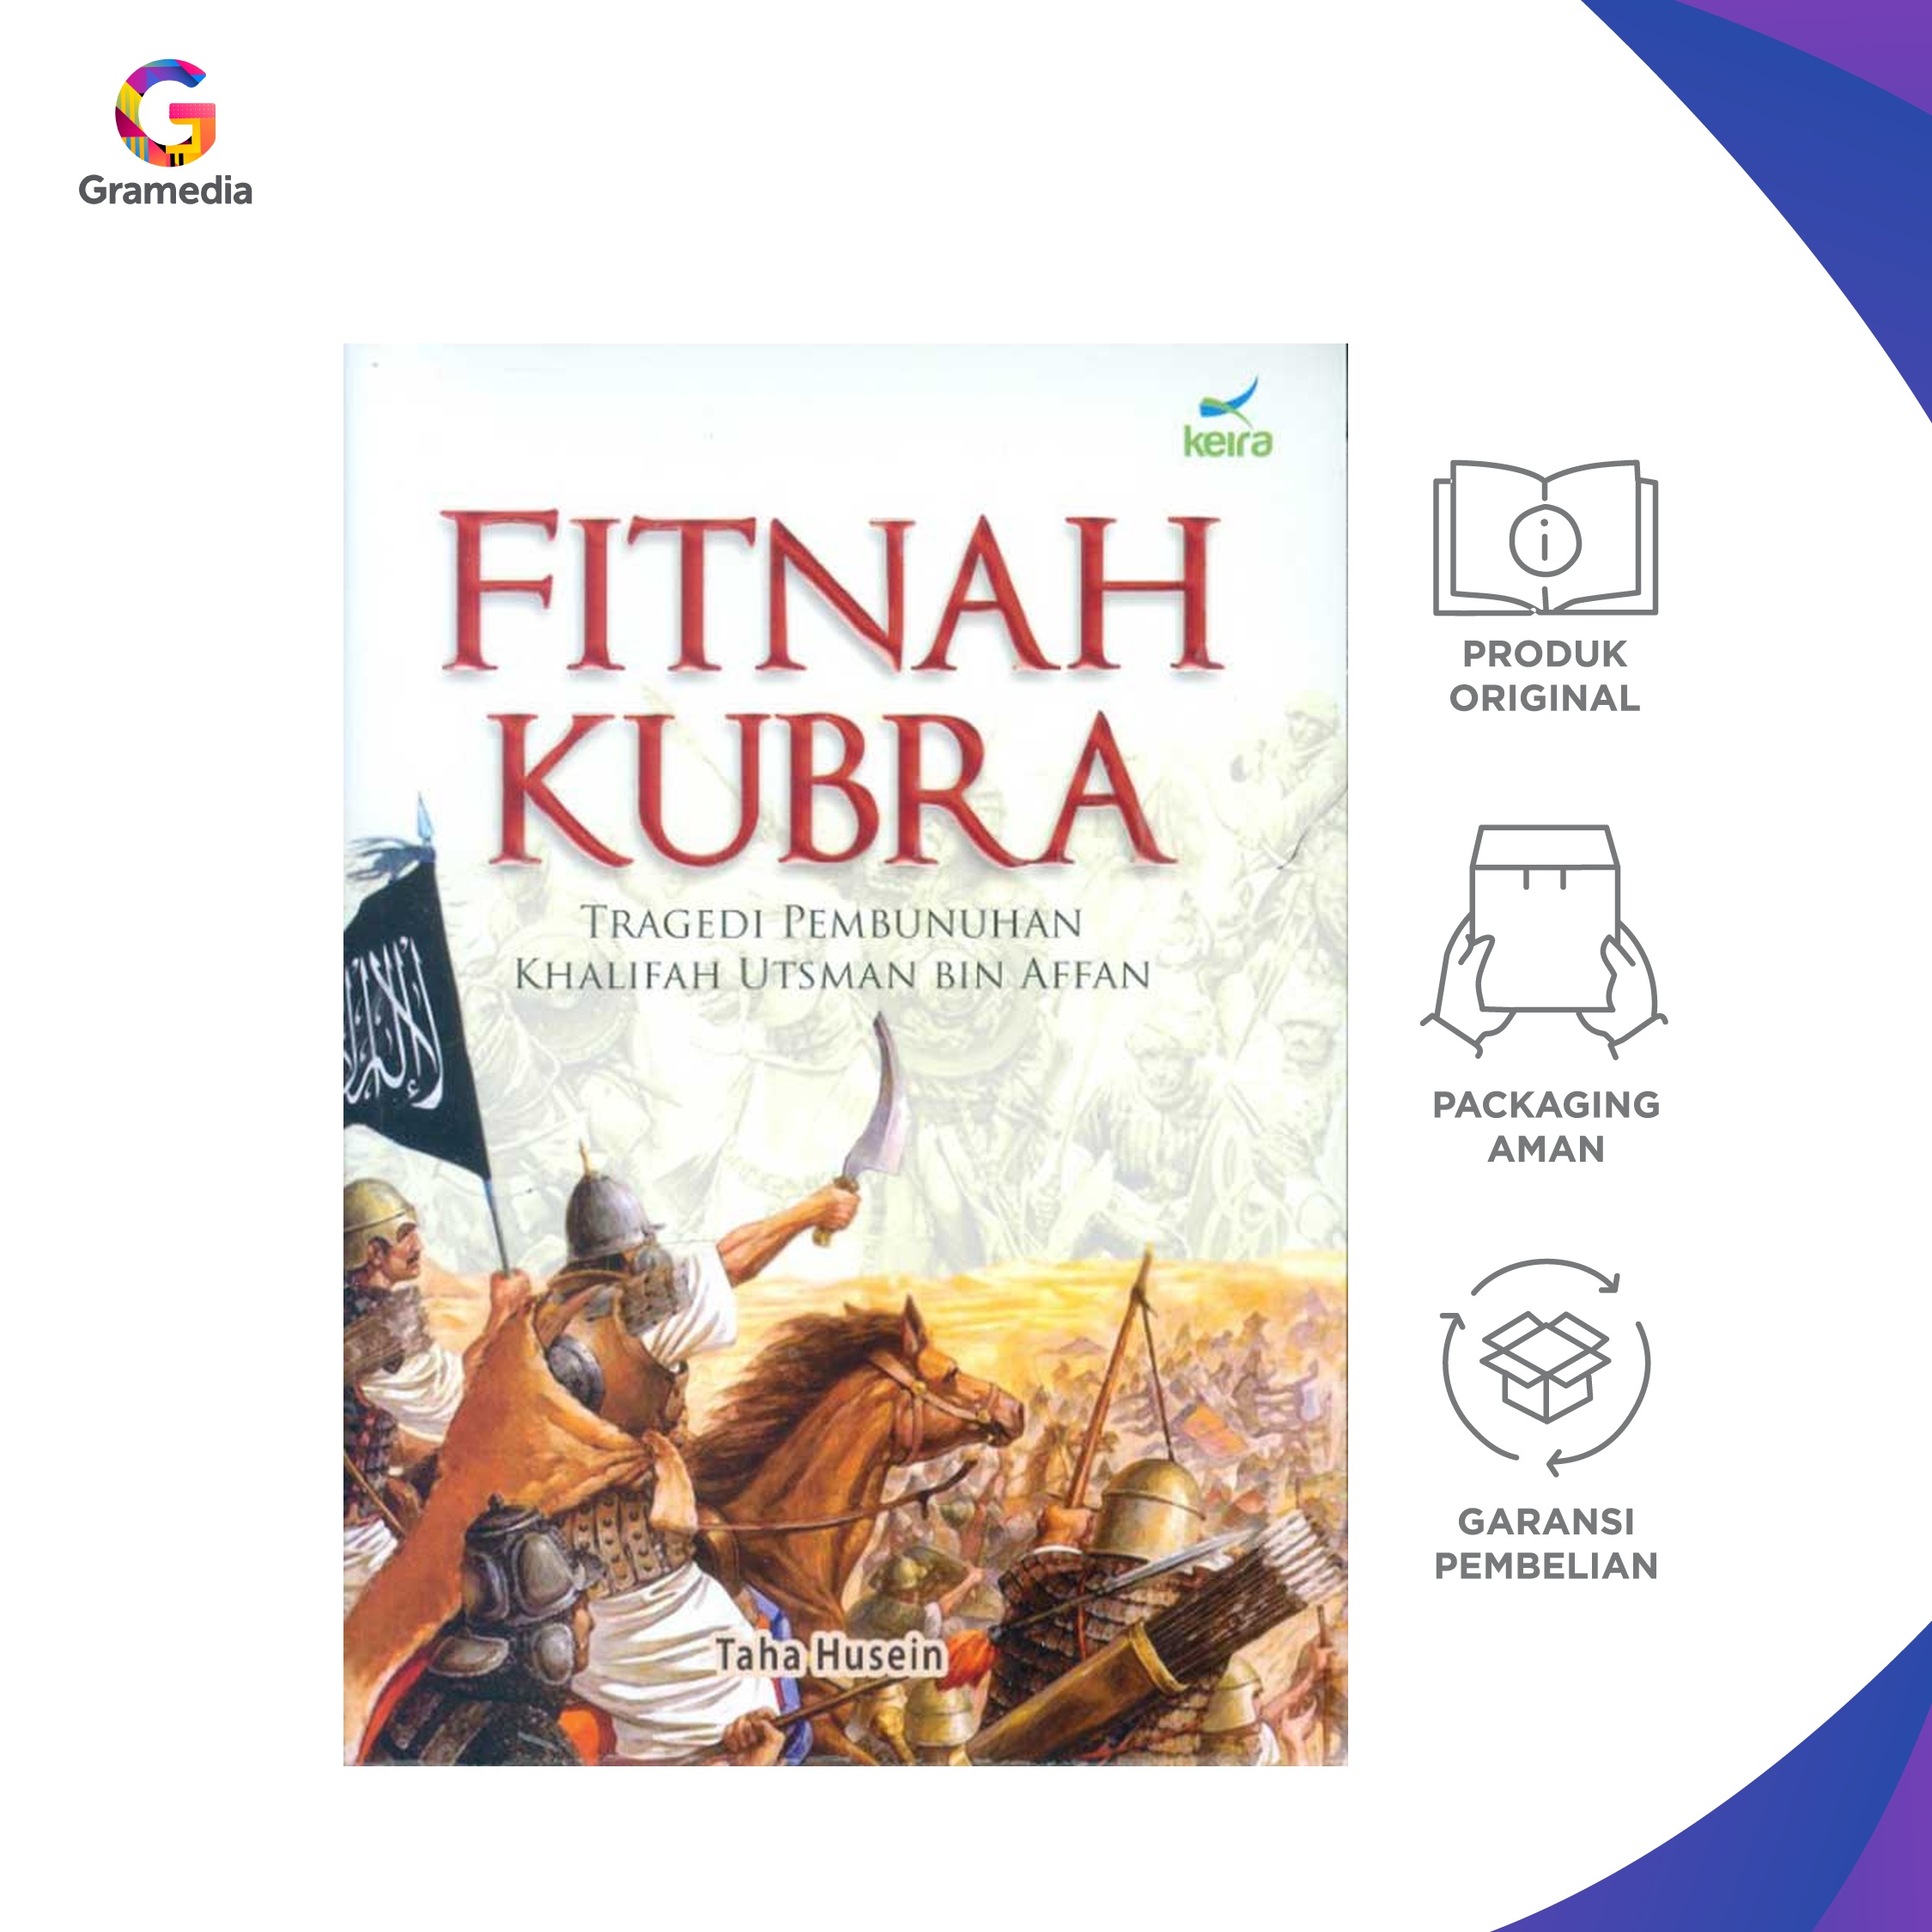 Gramedia
keira
FITNAH
KUBRA
TRAGEDI PEMBUNUHAN
KHALIFAH UTSMAN BIN AFFAN
Taha Husein
PRODUK
ORIGINAL
PACKAGING
AMAN
GARANSI
PEMBELIAN